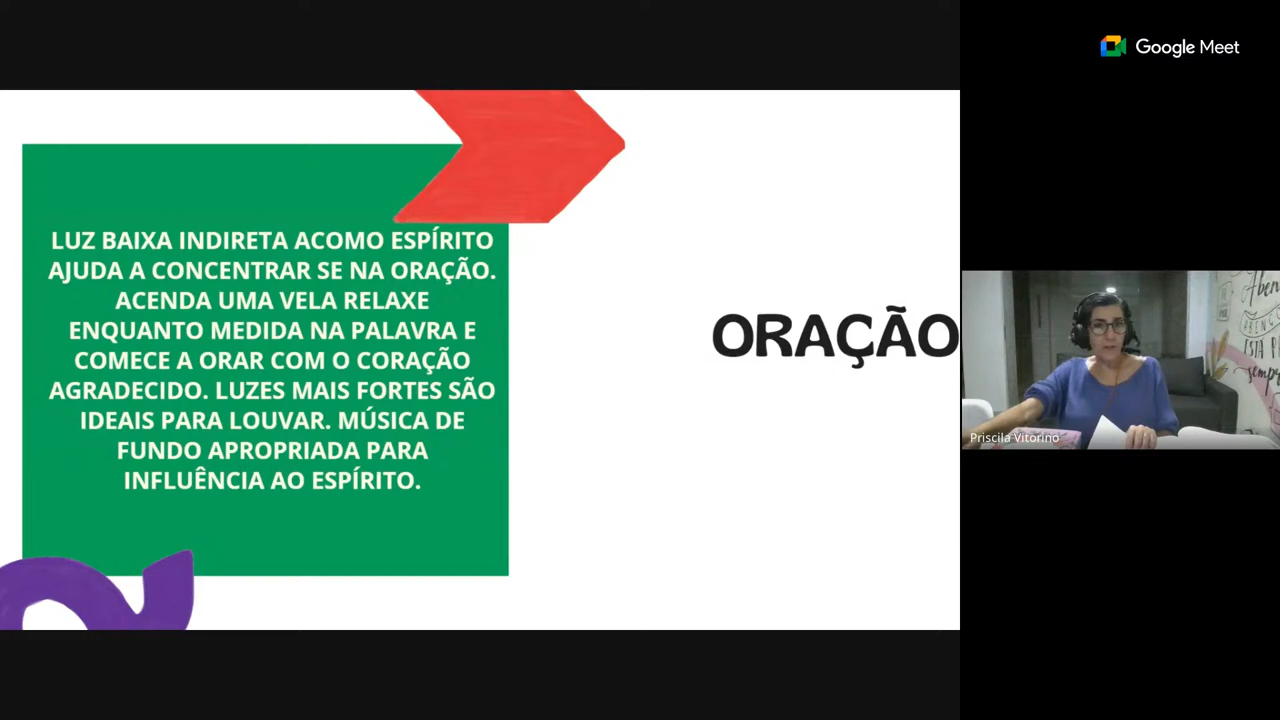 Google Meet
LUZ BAIXA INDIRETA ACOMO ESPÍRITO
AJUDA A CONCENTRAR SE NA ORAÇÃO.
ACENDA UMA VELA RELAXE
ENQUANTO MEDIDA NA PALAVRA E
COMECE A ORAR COM O CORAÇÃO
AGRADECIDO. LUZES MAIS FORTES SÃO
IDEAIS PARA LOUVAR. MÚSICA DE
FUNDO APROPRIADA PARA
INFLUÊNCIA AO ESPÍRITO.
ORAÇÃO
Priscila Vitorino